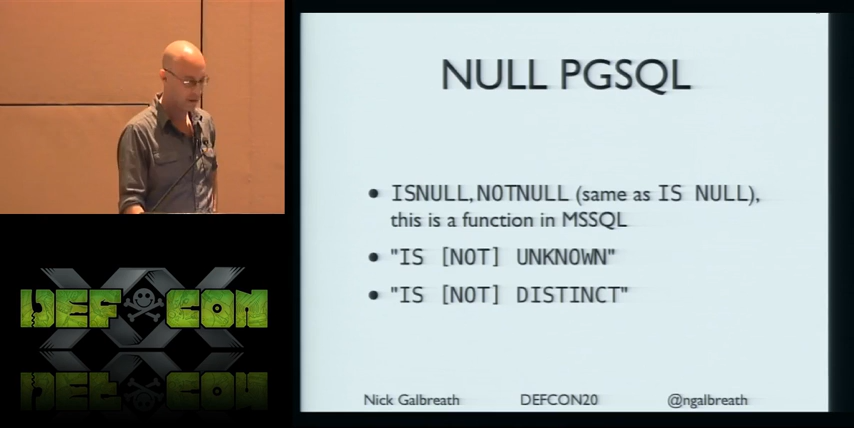 NULL PGSQL
• ISNULL, NOTNULL (same as IS NULL),
this is a function in MSSQL
• "IS [NOT] UNKNOWN"
• "IS [NOT] DISTINCT"
Nick Galbreath DEFCON20 @ngalbreath
DEF CON
XX